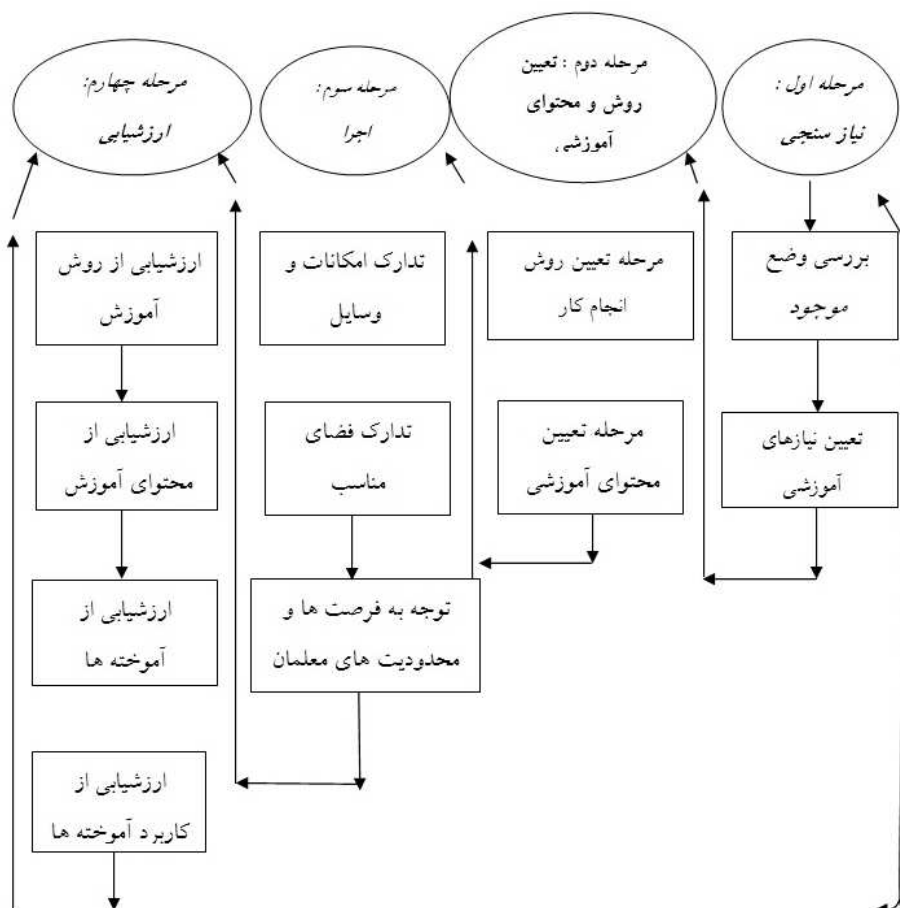 مرحله اول :
نیاز سنجی
بررسی وضع
موجود
تعیین نیازهای
آموزشی
مرحله دوم : تعیین
روش و محتوای
آموزشی
مرحله تعیین روش
انجام کار
مرحله تعیین
محتوای آموزشی
مرحله سوم:
اجرا
تدارک امکانات و
وسایل
تدارک فضای
مناسب
توجه به فرصت ها و
محدودیت های معلمان
مرحله چهارم:
ارزشیابی
ارزشیابی از روش
آموزش
ارزشیابی از
محتوای آموزش
ارزشیابی از
آموخته ها
ارزشیابی از
کاربرد آموخته ها